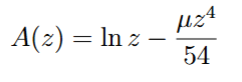 A(z) = ln z − μz⁴/54